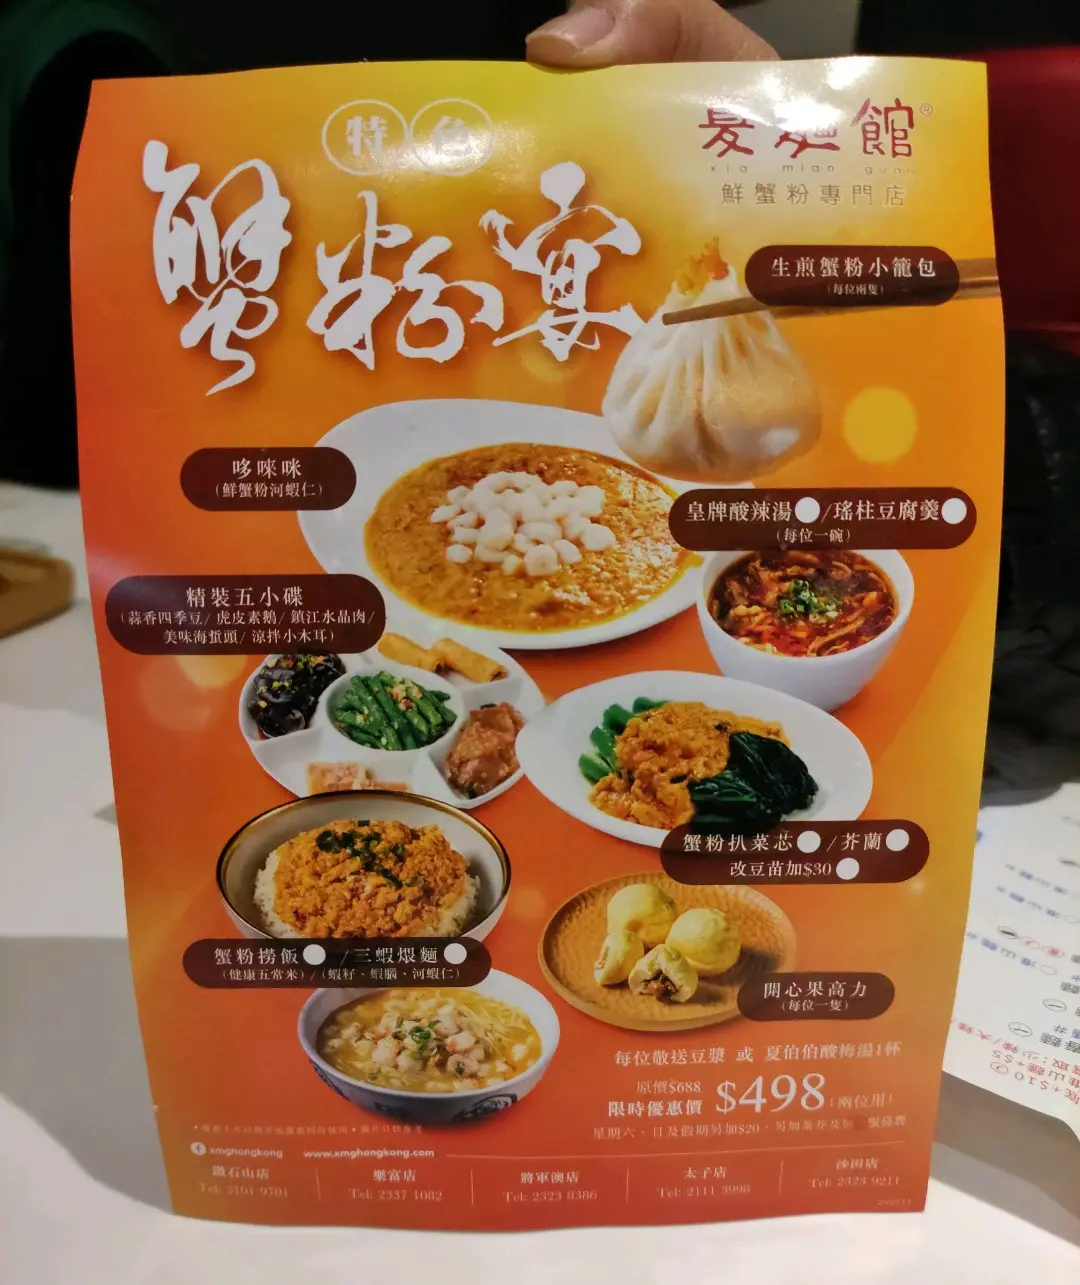 特色
蟹粉宴
夏麵館®
xia mian guan
鮮蟹粉專門店
生煎蟹粉小籠包
(每位兩隻)
哆唻咪
(鮮蟹粉河蝦仁)
皇牌酸辣湯/瑤柱豆腐羹
(每位一碗)
精裝五小碟
(蒜香四季豆/虎皮素鵝/鎮江水晶肉/
美味海蜇頭/涼拌小木耳)
蟹粉扒菜芯/芥蘭
改豆苗加$30
蟹粉撈飯/三蝦煨麵
(健康五常米)/(蝦籽、蝦腦、河蝦仁)
開心果高力
(每位一隻)
每位敬送豆漿 或 夏伯伯酸梅湯1杯
原價$688
限時優惠價 $498(兩位用)
星期六、日及假期另加$20,另加茶芥及加一服務費
xmghongkong www.xmghongkong.com
鑽石山店
Tel: 2101 9701
樂富店
Tel: 2337 1082
將軍澳店
Tel: 2323 8386
太子店
Tel: 2111 3998
沙田店
Tel: 2323 9211